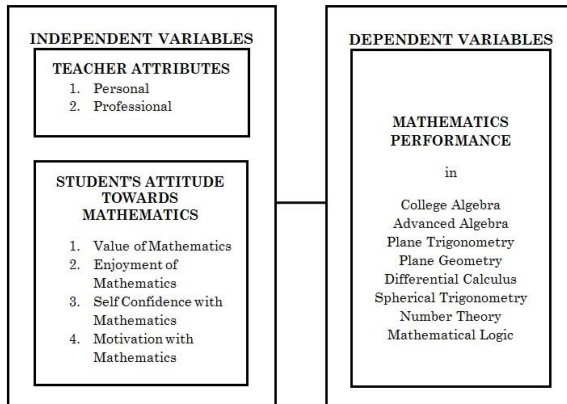 INDEPENDENT VARIABLES
TEACHER ATTRIBUTES
1. Personal
2. Professional
STUDENT'S ATTITUDE
TOWARDS
MATHEMATICS
1. Value of Mathematics
2. Enjoyment of
Mathematics
3. Self Confidence with
Mathematics
4. Motivation with
Mathematics
DEPENDENT VARIABLES
MATHEMATICS
PERFORMANCE
in
College Algebra
Advanced Algebra
Plane Trigonometry
Plane Geometry
Differential Calculus
Spherical Trigonometry
Number Theory
Mathematical Logic